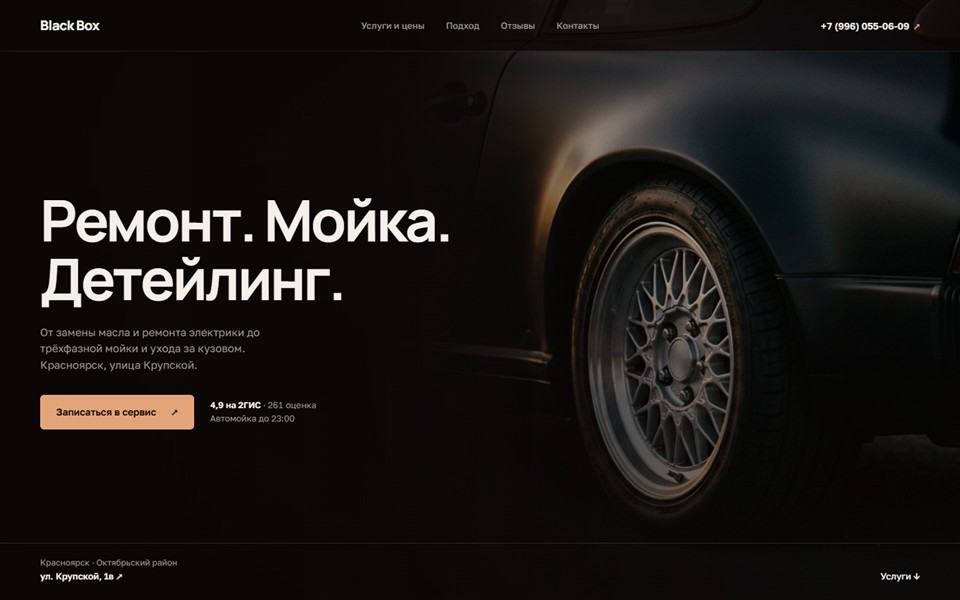 Black Box
Услуги и цены
Подход
Отзывы
Контакты
+7 (996) 055-06-09 ↗
Ремонт. Мойка.
Детейлинг.
От замены масла и ремонта электрики до
трёхфазной мойки и ухода за кузовом.
Красноярск, улица Крупской.
Записаться в сервис ↗
4,9 на 2ГИС · 261 оценка
Автомойка до 23:00
Красноярск · Октябрьский район
ул. Крупской, 1в ↗
Услуги ↓